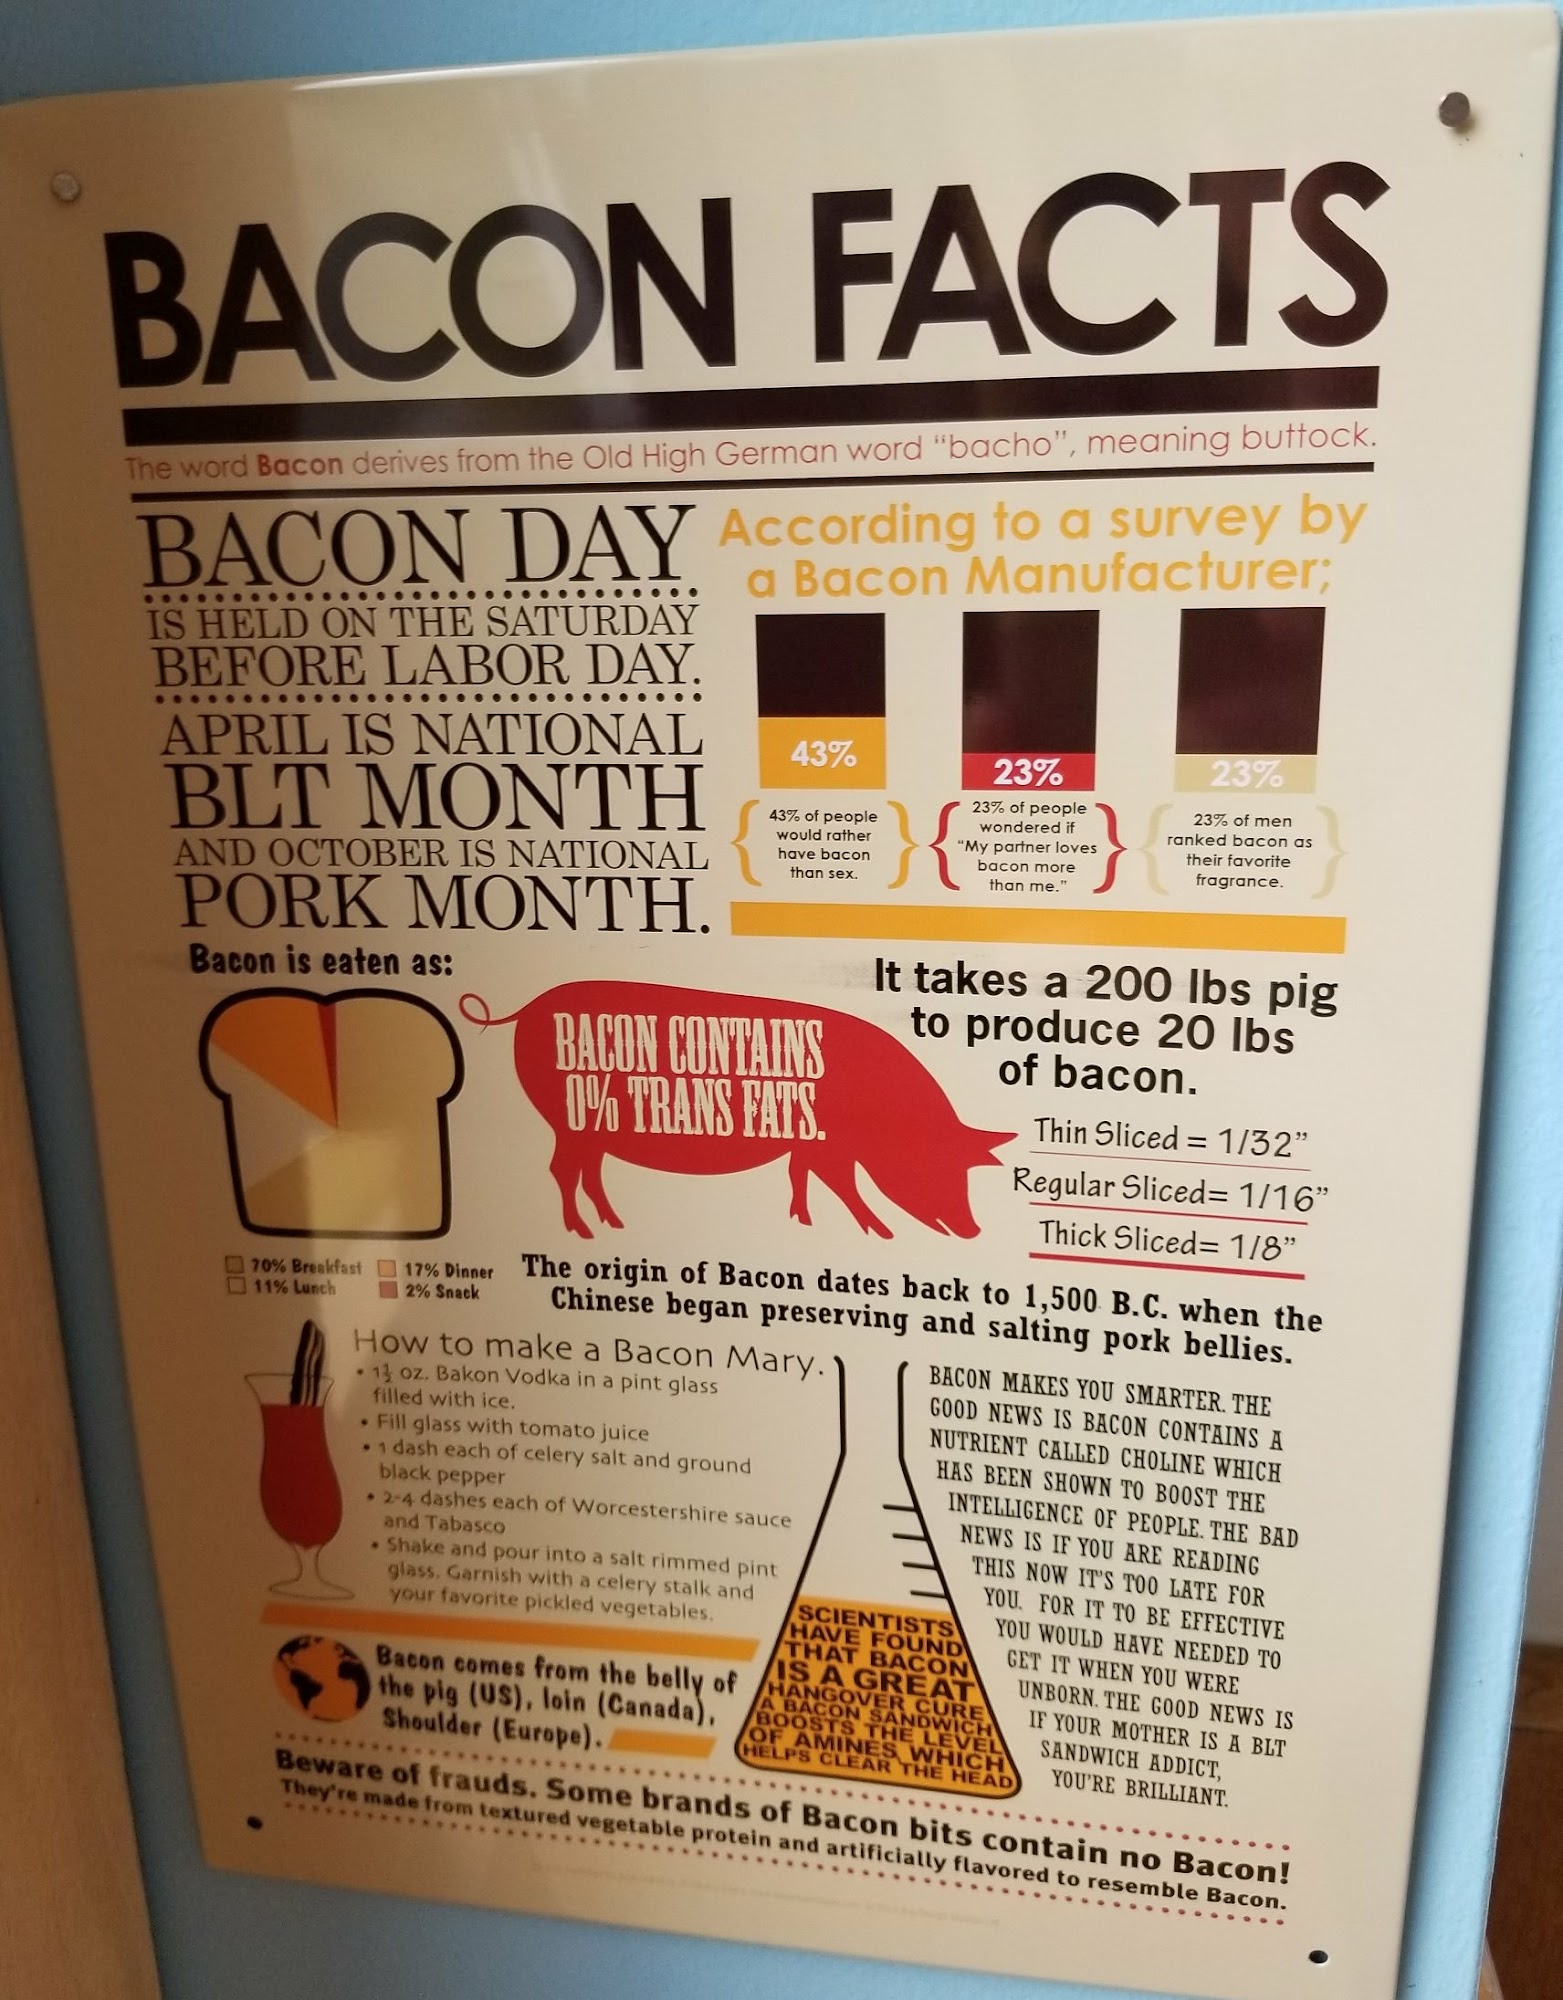 BACON FACTS
The word Bacon derives from the Old High German word "bacho", meaning buttock.
BACON DAY
IS HELD ON THE SATURDAY
BEFORE LABOR DAY.
APRIL IS NATIONAL
BLT MONTH
AND OCTOBER IS NATIONAL
PORK MONTH.
According to a survey by
a Bacon Manufacturer;
43%
43% of people
would rather
have bacon
than sex.
23%
23% of people
wondered if
"My partner loves
bacon more
than me."
23%
23% of men
ranked bacon as
their favorite
fragrance.
Bacon is eaten as:
70% Breakfast
17% Dinner
11% Lunch
2% Snack
BACON CONTAINS
0% TRANS FATS.
It takes a 200 lbs pig
to produce 20 lbs
of bacon.
Thin Sliced = 1/32"
Regular Sliced= 1/16"
Thick Sliced= 1/8"
The origin of Bacon dates back to 1,500 B.C. when the
Chinese began preserving and salting pork bellies.
How to make a Bacon Mary.
• 1½ oz. Bakon Vodka in a pint glass
filled with ice.
• Fill glass with tomato juice
• 1 dash each of celery salt and ground
black pepper
• 2-4 dashes each of Worcestershire sauce
and Tabasco
• Shake and pour into a salt rimmed pint
glass. Garnish with a celery stalk and
your favorite pickled vegetables.
Bacon comes from the belly of
the pig (US), loin (Canada),
Shoulder (Europe).
SCIENTISTS
HAVE FOUND
THAT BACON
IS A GREAT
HANGOVER CURE
A BACON SANDWICH
BOOSTS THE LEVEL
OF AMINES WHICH
HELPS CLEAR THE HEAD
BACON MAKES YOU SMARTER. THE
GOOD NEWS IS BACON CONTAINS A
NUTRIENT CALLED CHOLINE WHICH
HAS BEEN SHOWN TO BOOST THE
INTELLIGENCE OF PEOPLE. THE BAD
NEWS IS IF YOU ARE READING
THIS NOW IT'S TOO LATE FOR
YOU. FOR IT TO BE EFFECTIVE
YOU WOULD HAVE NEEDED TO
GET IT WHEN YOU WERE
UNBORN. THE GOOD NEWS IS
IF YOUR MOTHER IS A BLT
SANDWICH ADDICT,
YOU'RE BRILLIANT.
Beware of frauds. Some brands of Bacon bits contain no Bacon!
They're made from textured vegetable protein and artificially flavored to resemble Bacon.